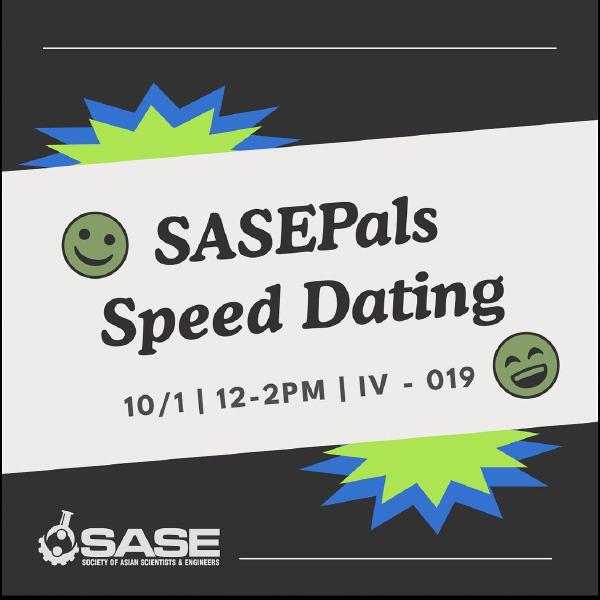 SASEPals
Speed Dating
10/1 | 12-2PM | IV - 019
SASE
SOCIETY OF ASIAN SCIENTISTS & ENGINEERS